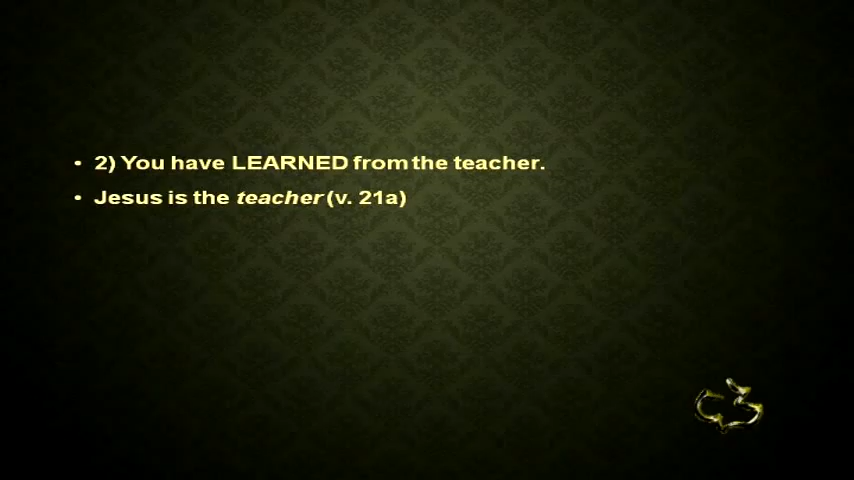 • 2) You have LEARNED from the teacher.
• Jesus is the teacher (v. 21a)